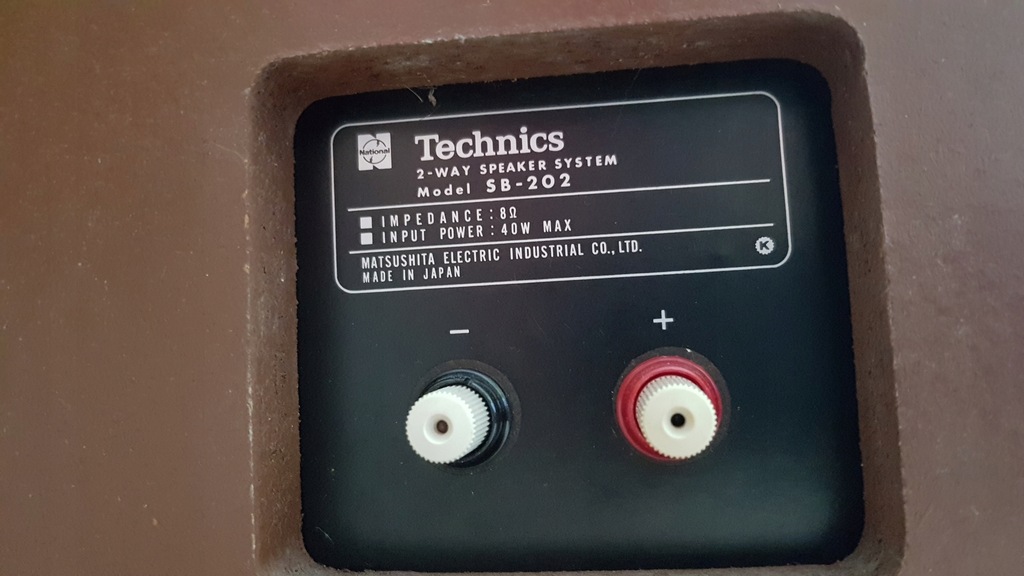 National
Technics
2-WAY SPEAKER SYSTEM
Model SB-202
IMPEDANCE: 8Ω
INPUT POWER: 40W MAX
MATSUSHITA ELECTRIC INDUSTRIAL CO., LTD.
MADE IN JAPAN
K
− +